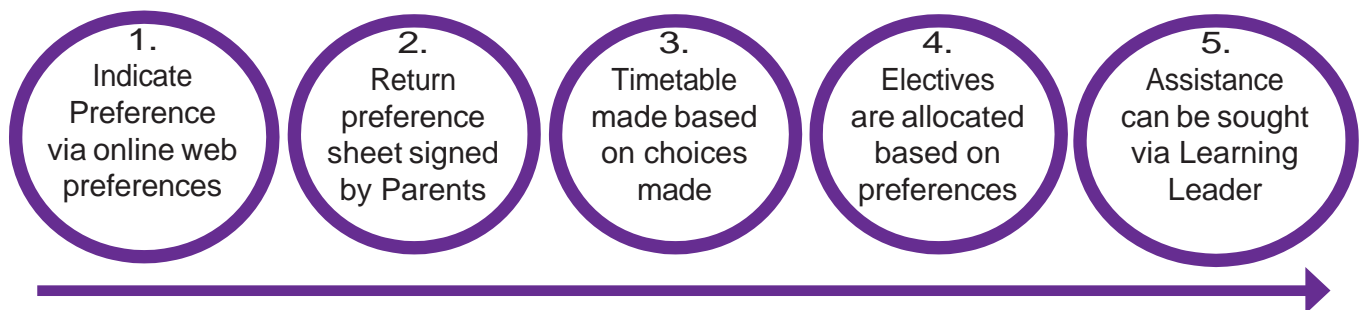 1.
Indicate
Preference
via online web
preferences
2.
Return
preference
sheet signed
by Parents
3.
Timetable
made based
on choices
made
4.
Electives
are allocated
based on
preferences
5.
Assistance
can be sought
via Learning
Leader